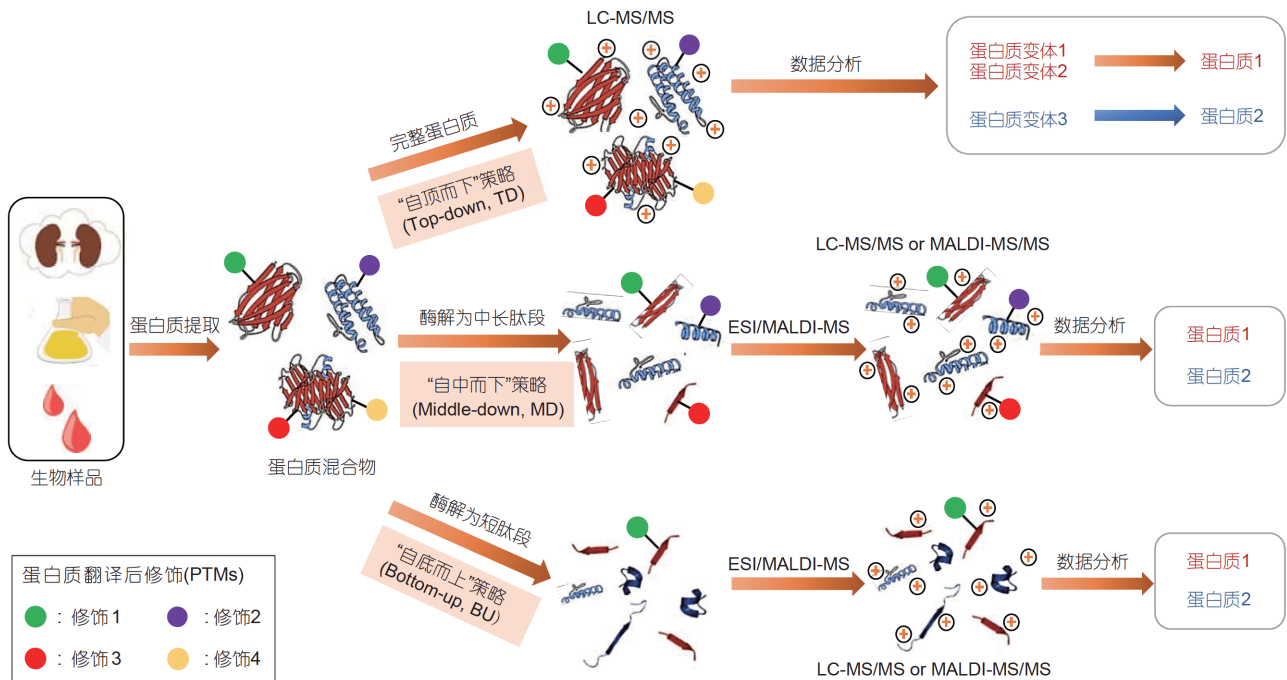 LC-MS/MS
完整蛋白质
“自顶而下”策略
(Top-down, TD)
数据分析
蛋白质变体1
蛋白质变体2
蛋白质1
蛋白质变体3
蛋白质2
生物样品
蛋白质提取
蛋白质混合物
酶解为中长肽段
“自中而下”策略
(Middle-down, MD)
ESI/MALDI-MS
LC-MS/MS or MALDI-MS/MS
数据分析
蛋白质1
蛋白质2
酶解为短肽段
“自底而上”策略
(Bottom-up, BU)
ESI/MALDI-MS
LC-MS/MS or MALDI-MS/MS
数据分析
蛋白质1
蛋白质2
蛋白质翻译后修饰(PTMs)
: 修饰1
: 修饰2
: 修饰3
: 修饰4